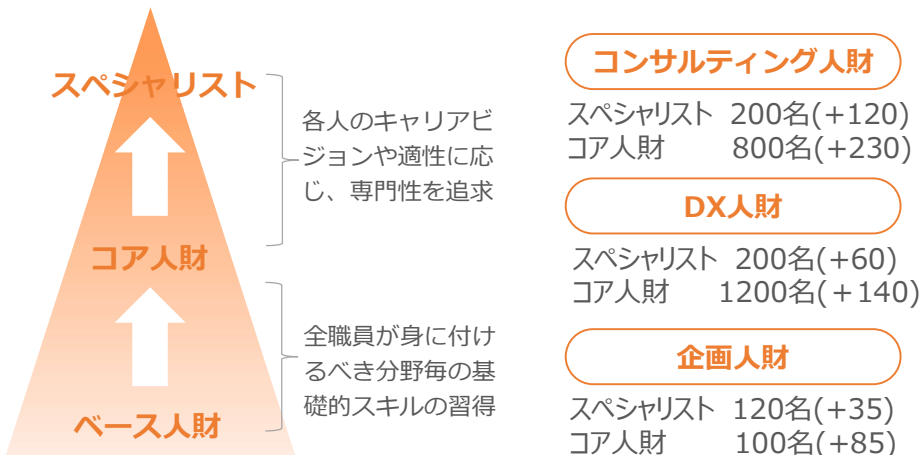 スペシャリスト
コア人財
ベース人財
各人のキャリアビ
ジョンや適性に応
じ、専門性を追求
全職員が身に付け
るべき分野毎の基
礎的スキルの習得
コンサルティング人財
スペシャリスト 200名(+120)
コア人財 800名(+230)
DX人財
スペシャリスト 200名(+60)
コア人財 1200名(＋140)
企画人財
スペシャリスト 120名(+35)
コア人財 100名(+85)